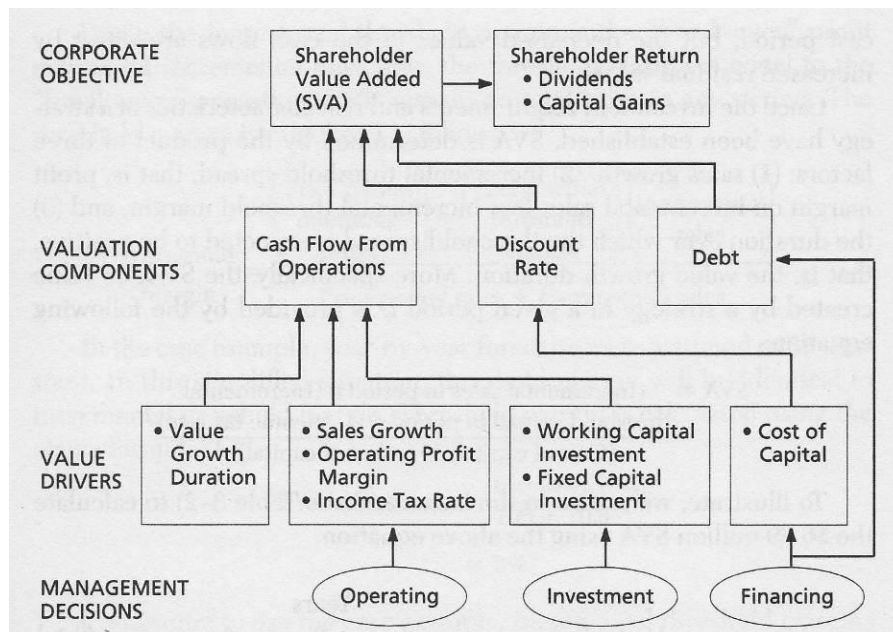 CORPORATE
OBJECTIVE
Shareholder
Value Added
(SVA)
Shareholder Return
• Dividends
• Capital Gains
VALUATION
COMPONENTS
Cash Flow From
Operations
Discount
Rate
Debt
VALUE
DRIVERS
• Value
Growth
Duration
• Sales Growth
• Operating Profit
Margin
• Income Tax Rate
• Working Capital
Investment
• Fixed Capital
Investment
• Cost of
Capital
MANAGEMENT
DECISIONS
Operating
Investment
Financing